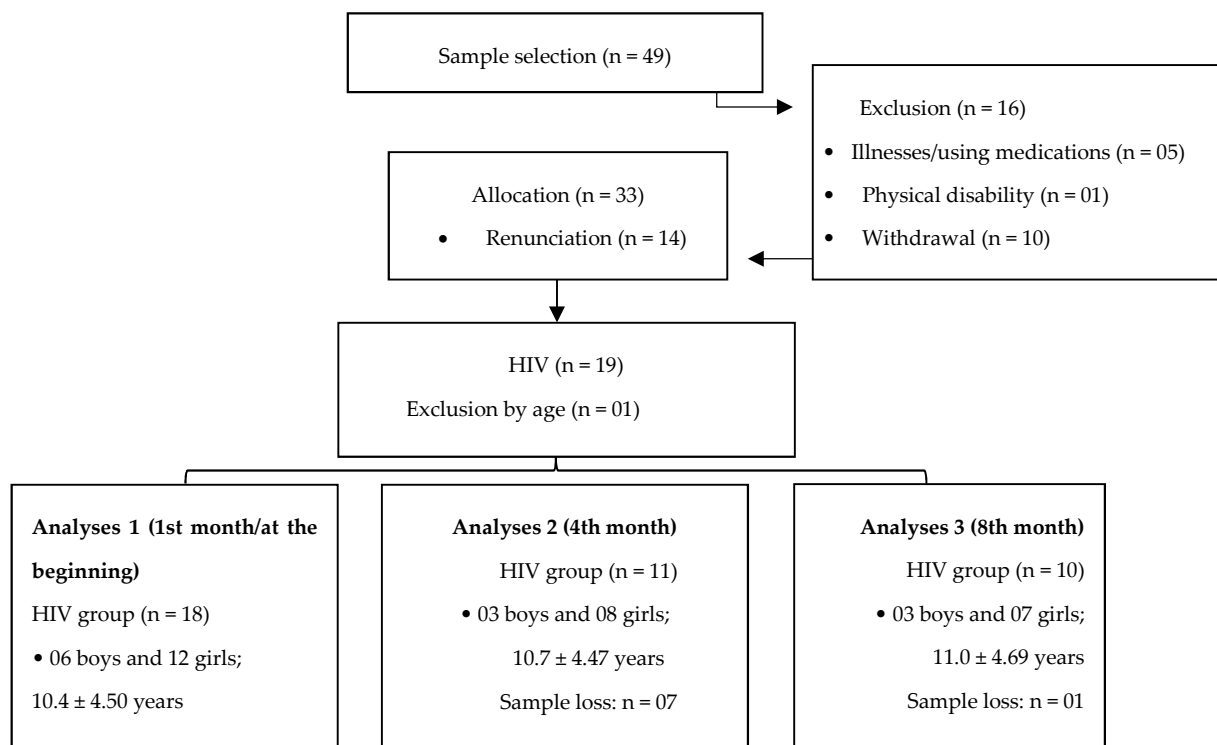 Sample selection (n = 49)
Exclusion (n = 16)
• Illnesses/using medications (n = 05)
• Physical disability (n = 01)
• Withdrawal (n = 10)
Allocation (n = 33)
• Renunciation (n = 14)
HIV (n = 19)
Exclusion by age (n = 01)
Analyses 1 (1st month/at the
beginning)
HIV group (n = 18)
• 06 boys and 12 girls;
10.4 ± 4.50 years
Analyses 2 (4th month)
HIV group (n = 11)
• 03 boys and 08 girls;
10.7 ± 4.47 years
Sample loss: n = 07
Analyses 3 (8th month)
HIV group (n = 10)
• 03 boys and 07 girls;
11.0 ± 4.69 years
Sample loss: n = 01